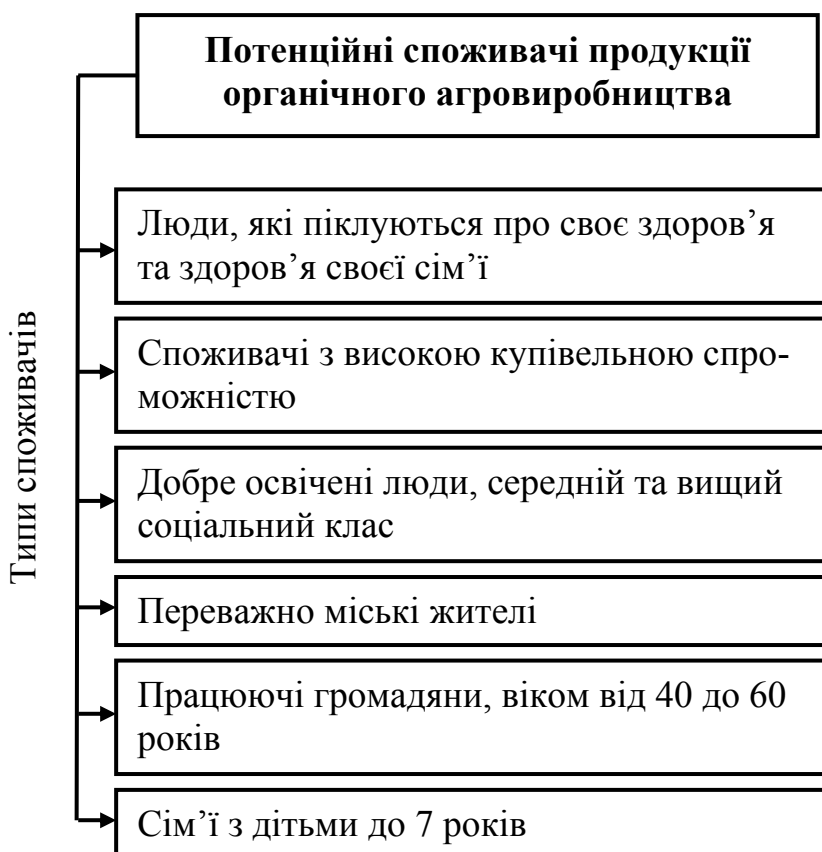 Потенційні споживачі продукції
органічного агровиробництва
Типи споживачів
Люди, які піклуються про своє здоров’я
та здоров’я своєї сім’ї
Споживачі з високою купівельною спро-
можністю
Добре освічені люди, середній та вищий
соціальний клас
Переважно міські жителі
Працюючі громадяни, віком від 40 до 60
років
Сім’ї з дітьми до 7 років